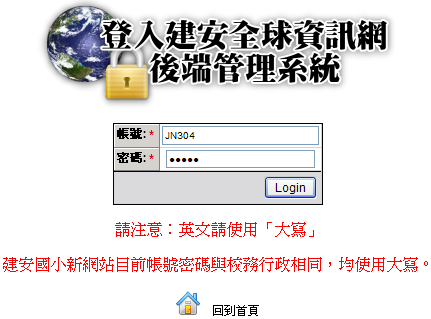 登入建安全球資訊網
後端管理系統
帳號:* JN304
密碼:* •••••
Login
請注意：英文請使用「大寫」
建安國小新網站目前帳號密碼與校務行政相同，均使用大寫。
回到首頁